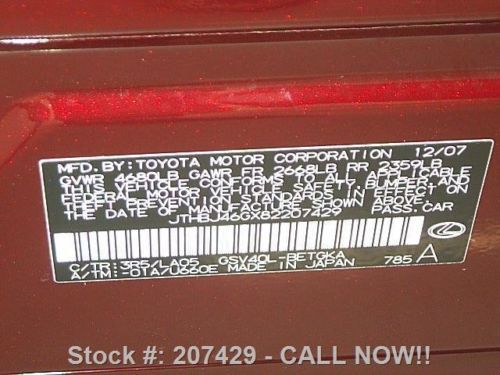 MFD. BY: TOYOTA MOTOR CORPORATION 12/07
GVWR 4680LB GAWR FR 2668LB RR 2359LB
THIS VEHICLE CONFORMS TO ALL APPLICABLE
FEDERAL MOTOR VEHICLE SAFETY, BUMPER, AND
THEFT PREVENTION STANDARDS IN EFFECT ON
THE DATE OF MANUFACTURE SHOWN ABOVE.
JTHBJ46GX82207429 PASS.CAR
C/TR: 3R5/LA05 GSV40L-BETGKA 785 A
A/TM: -01A/U660E MADE IN JAPAN
Stock #: 207429 - CALL NOW!!